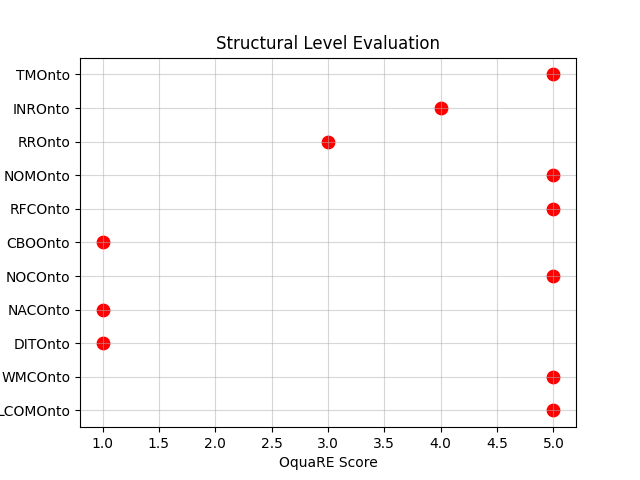 Structural Level Evaluation
TMOnto
INROnto
RROnto
NOMOnto
RFCOnto
CBOOnto
NOCOnto
NACOnto
DITOnto
WMCOnto
LCOMOnto
1.0 1.5 2.0 2.5 3.0 3.5 4.0 4.5 5.0
OquaRE Score